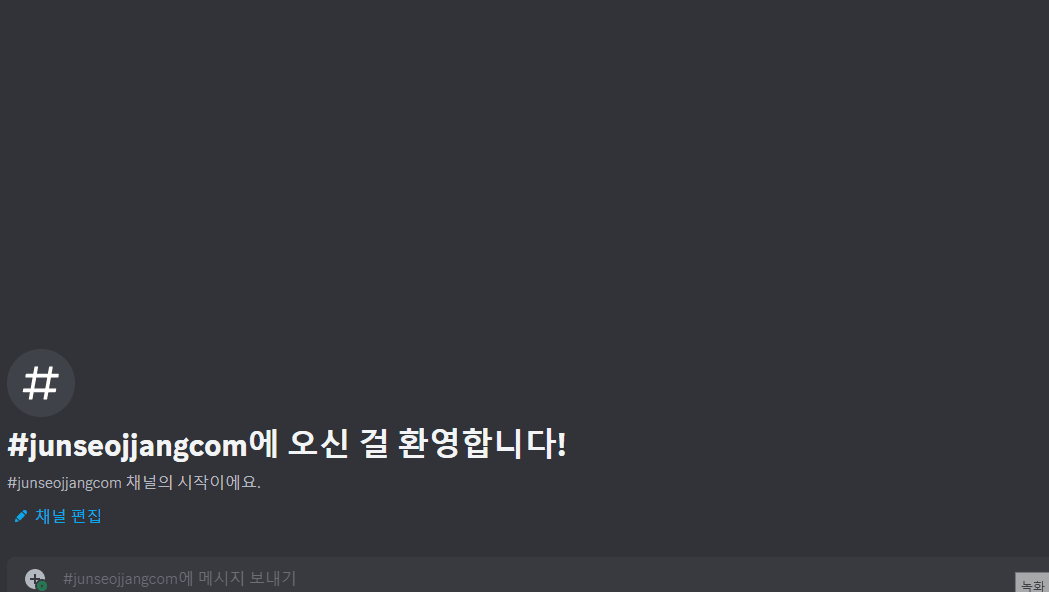 #junseojjangcom에 오신 걸 환영합니다!
#junseojjangcom 채널의 시작이에요.
채널 편집
#junseojjangcom에 메시지 보내기
녹화